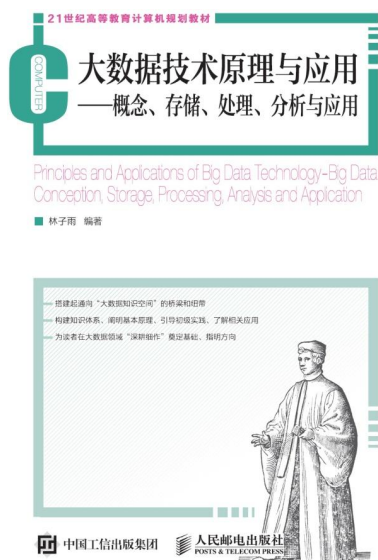 21世纪高等教育计算机规划教材
COMPUTER
大数据技术原理与应用
——概念、存储、处理、分析与应用
Principles and Applications of Big Data Technology-Big Data
Conception, Storage, Processing, Analysis and Application
林子雨 编著
搭建起通向“大数据知识空间”的桥梁和纽带
构建知识体系、阐明基本原理、引导初级实践、了解相关应用
为读者在大数据领域“深耕细作”奠定基础、指明方向
中国工信出版集团
人民邮电出版社
POSTS & TELECOM PRESS